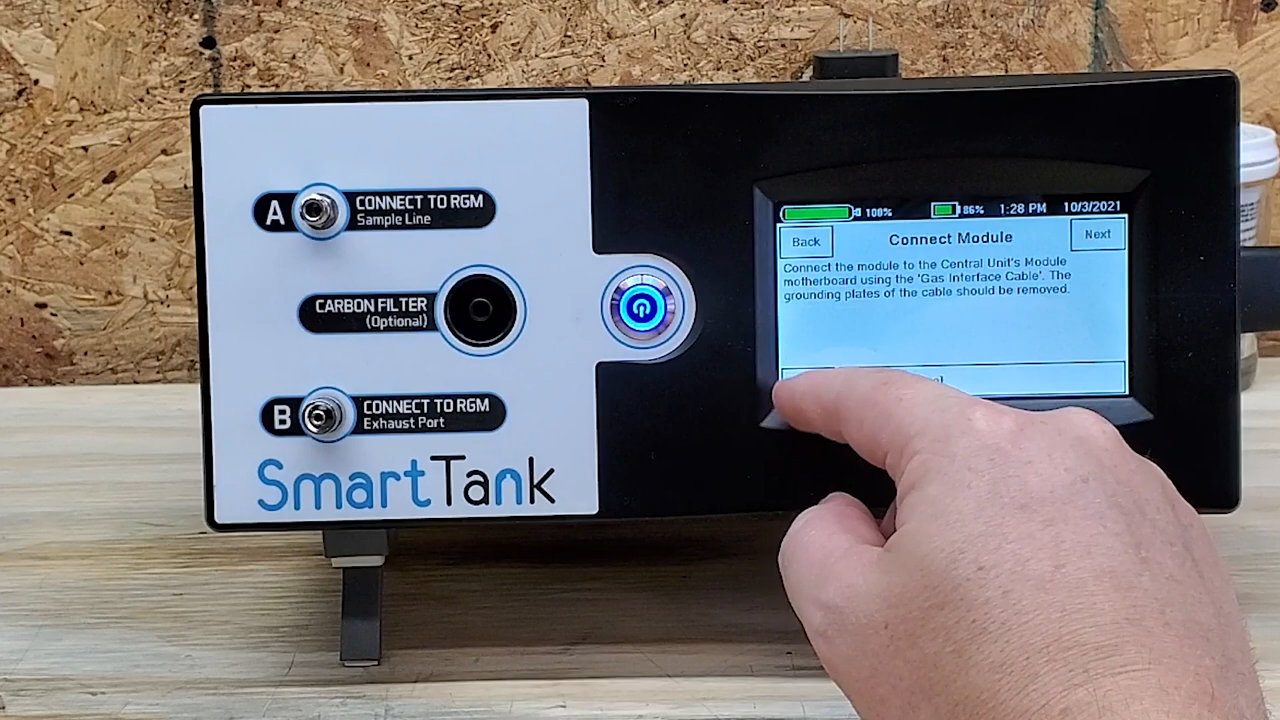 A
CONNECT TO RGM
Sample Line
CARBON FILTER
(Optional)
B
CONNECT TO RGM
Exhaust Port
SmartTank
100% 86% 1:28 PM 10/3/2021
Back Connect Module Next
Connect the module to the Central Unit's Module
motherboard using the 'Gas Interface Cable'. The
grounding plates of the cable should be removed.